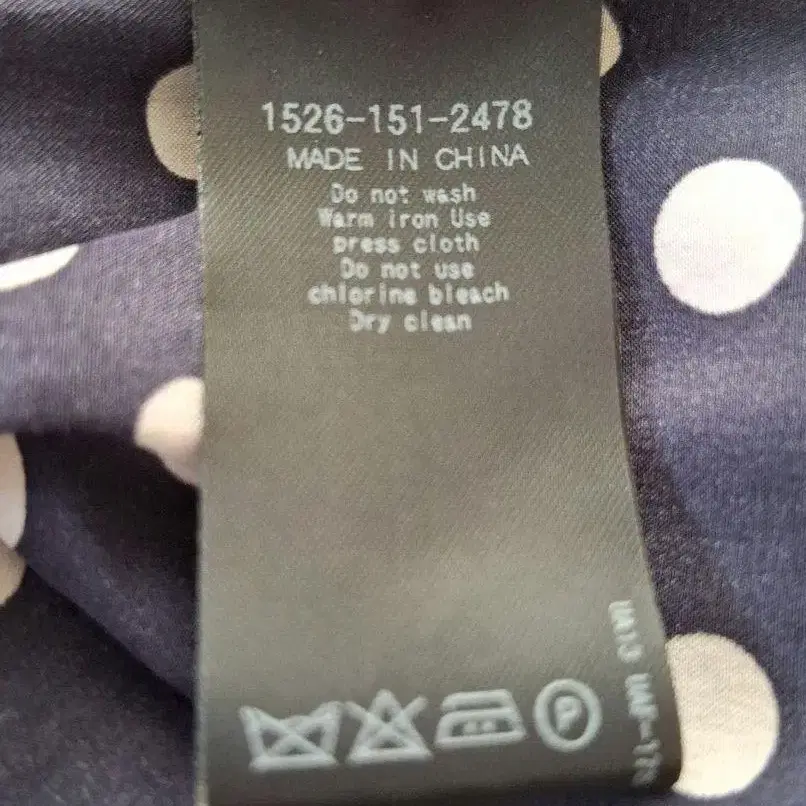 1526-151-2478
MADE IN CHINA
Do not wash
Warm iron Use
press cloth
Do not use
chlorine bleach
Dry clean
P